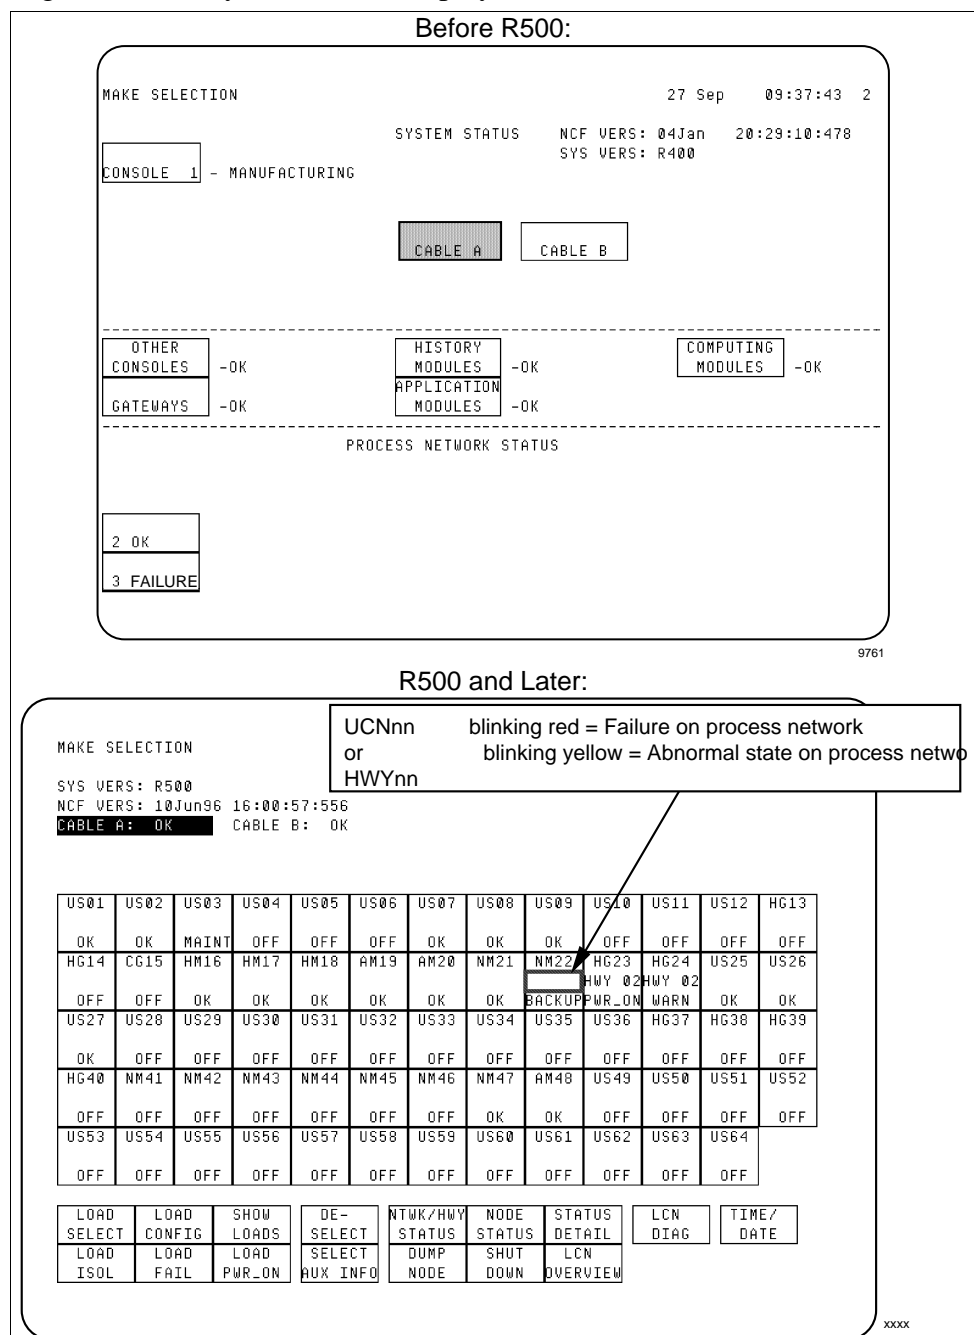 Before R500:
MAKE SELECTION 27 Sep 09:37:43 2
SYSTEM STATUS NCF VERS: 04Jan 20:29:10:478
SYS VERS: R400
CONSOLE 1 - MANUFACTURING
CABLE A CABLE B
OTHER HISTORY COMPUTING
CONSOLES -OK MODULES -OK MODULES -OK
APPLICATION
GATEWAYS -OK MODULES -OK
PROCESS NETWORK STATUS
2 OK
3 FAILURE
9761
R500 and Later:
UCNnn blinking red = Failure on process network
or blinking yellow = Abnormal state on process netwo
HWYnn
MAKE SELECTION
SYS VERS: R500
NCF VERS: 10Jun96 16:00:57:556
CABLE A: OK CABLE B: OK
US01 US02 US03 US04 US05 US06 US07 US08 US09 US10 US11 US12 HG13
OK OK MAINT OFF OFF OFF OK OK OK OFF OFF OFF OFF
HG14 CG15 HM16 HM17 HM18 AM19 AM20 NM21 NM22 HG23 HG24 US25 US26
HWY 02 HWY 02
OFF OFF OK OK OK OK OK OK BACKUP PWR_ON WARN OK OK
US27 US28 US29 US30 US31 US32 US33 US34 US35 US36 HG37 HG38 HG39
OK OFF OFF OFF OFF OFF OFF OFF OFF OFF OFF OFF OFF
HG40 NM41 NM42 NM43 NM44 NM45 NM46 NM47 AM48 US49 US50 US51 US52
OFF OFF OFF OFF OFF OFF OFF OK OK OFF OFF OFF OFF
US53 US54 US55 US56 US57 US58 US59 US60 US61 US62 US63 US64
OFF OFF OFF OFF OFF OFF OFF OFF OFF OFF OFF OFF
LOAD LOAD SHOW DE- NTWK/HWY NODE STATUS LCN TIME/
SELECT CONFIG LOADS SELECT STATUS STATUS DETAIL DIAG DATE
LOAD LOAD LOAD SELECT DUMP SHUT LCN
ISOL FAIL PWR_ON AUX INFO NODE DOWN OVERVIEW
xxxx